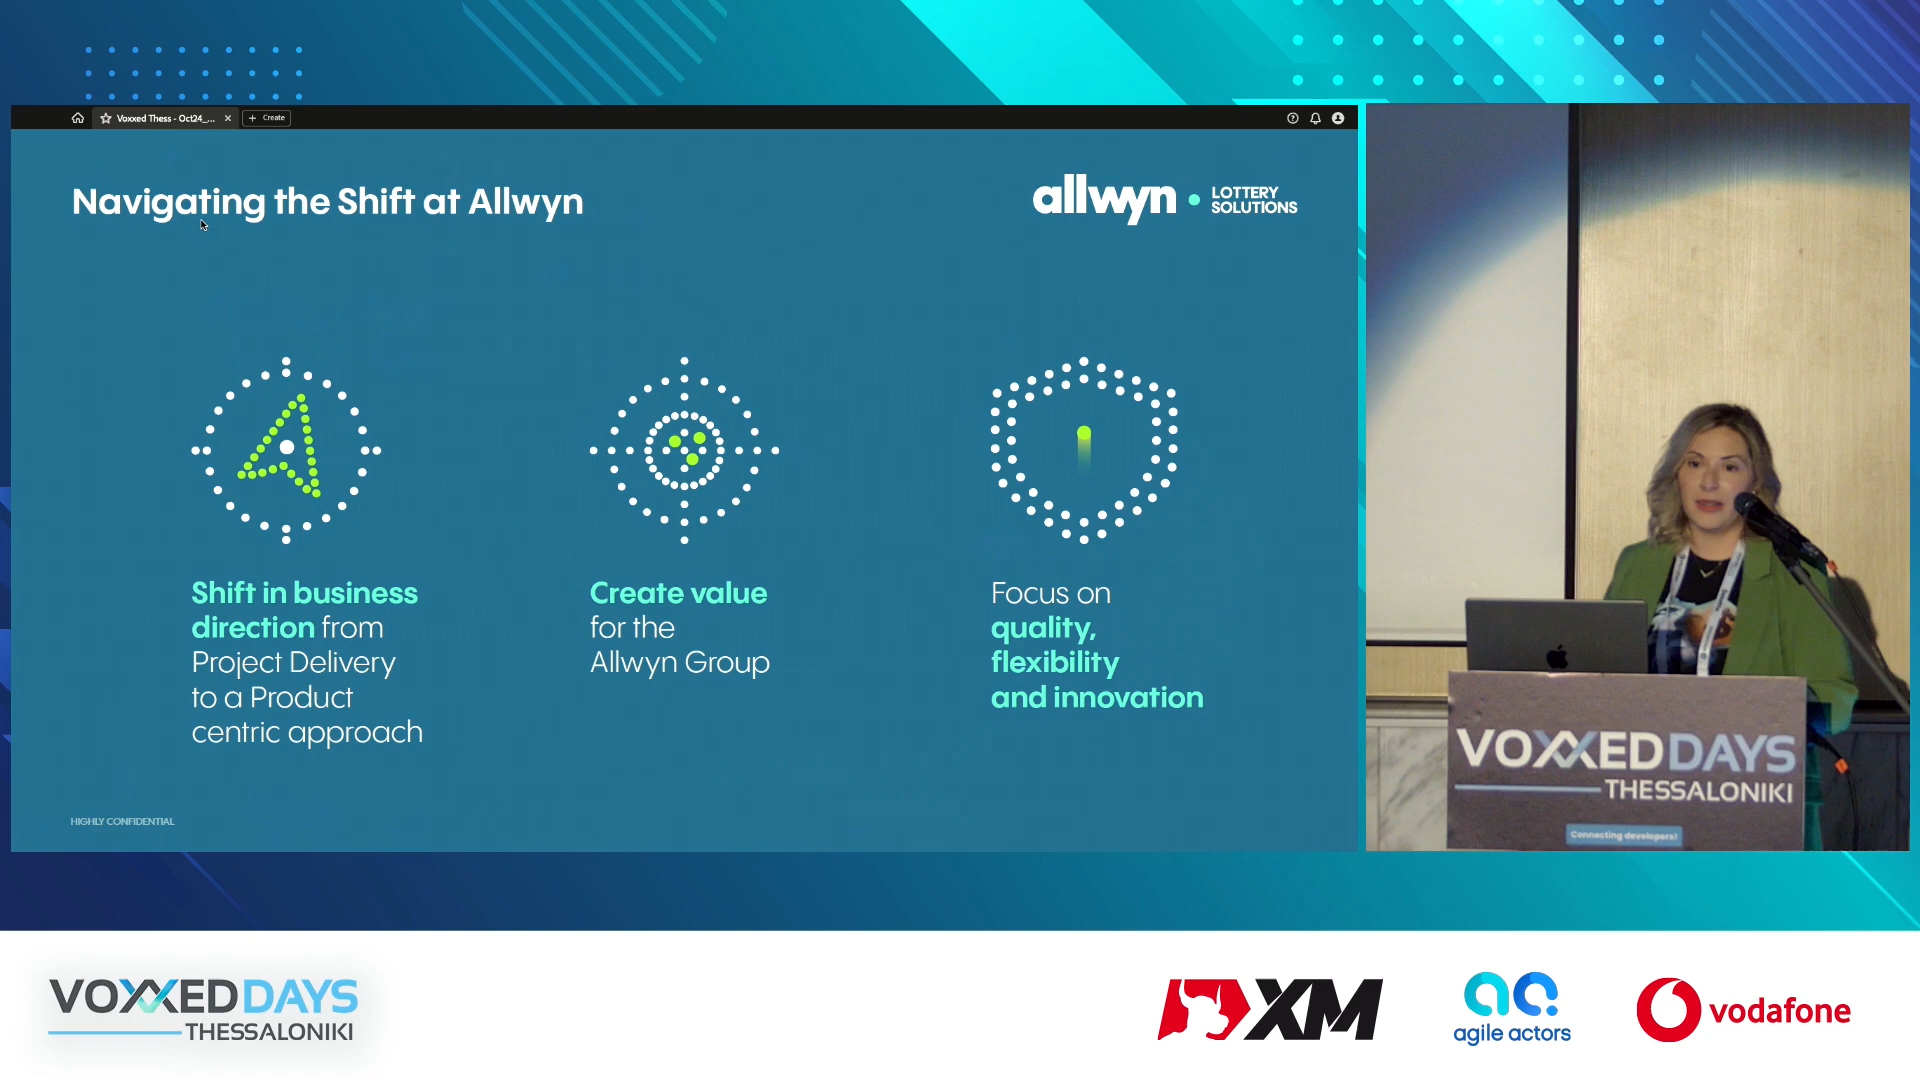 Voxxed Thess - Oct24_...
Create
Navigating the Shift at Allwyn
allwyn
LOTTERY
SOLUTIONS
Shift in business
direction from
Project Delivery
to a Product
centric approach
Create value
for the
Allwyn Group
Focus on
quality,
flexibility
and innovation
HIGHLY CONFIDENTIAL
VOXXED DAYS
THESSALONIKI
Connecting developers!
VOXXED DAYS
THESSALONIKI
XM
agile actors
vodafone